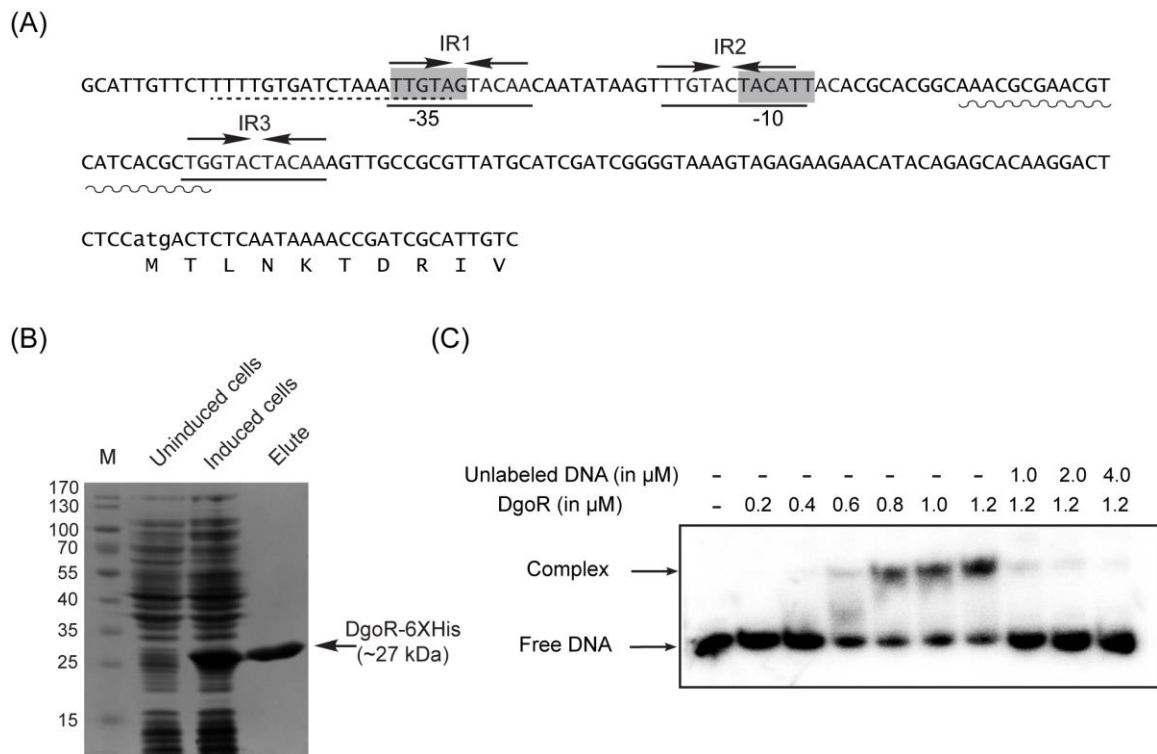 (A)
IR1 IR2
GCATTGTTCTTTTTGTGATCTAAATTGTAGTACAACAATATAAGTTTGTACTACATTACACGCACGGCAAACGCGAACGT
-35 -10
IR3
CATCACGCTGGTACTACAAAGTTGCCGCGTTATGCATCGATCGGGGTAAAGTAGAGAAGAACATACAGAGCACAAGGACT
CTCCatgACTCTCAATAAAACCGATCGCATTGTC
M T L N K T D R I V
(B)
M Uninduced cells Induced cells Elute
170
130
100
70
55
40
35
25
15
DgoR-6XHis
(~27 kDa)
(C)
Unlabeled DNA (in µM) - - - - - - - 1.0 2.0 4.0
DgoR (in µM) - 0.2 0.4 0.6 0.8 1.0 1.2 1.2 1.2 1.2
Complex
Free DNA